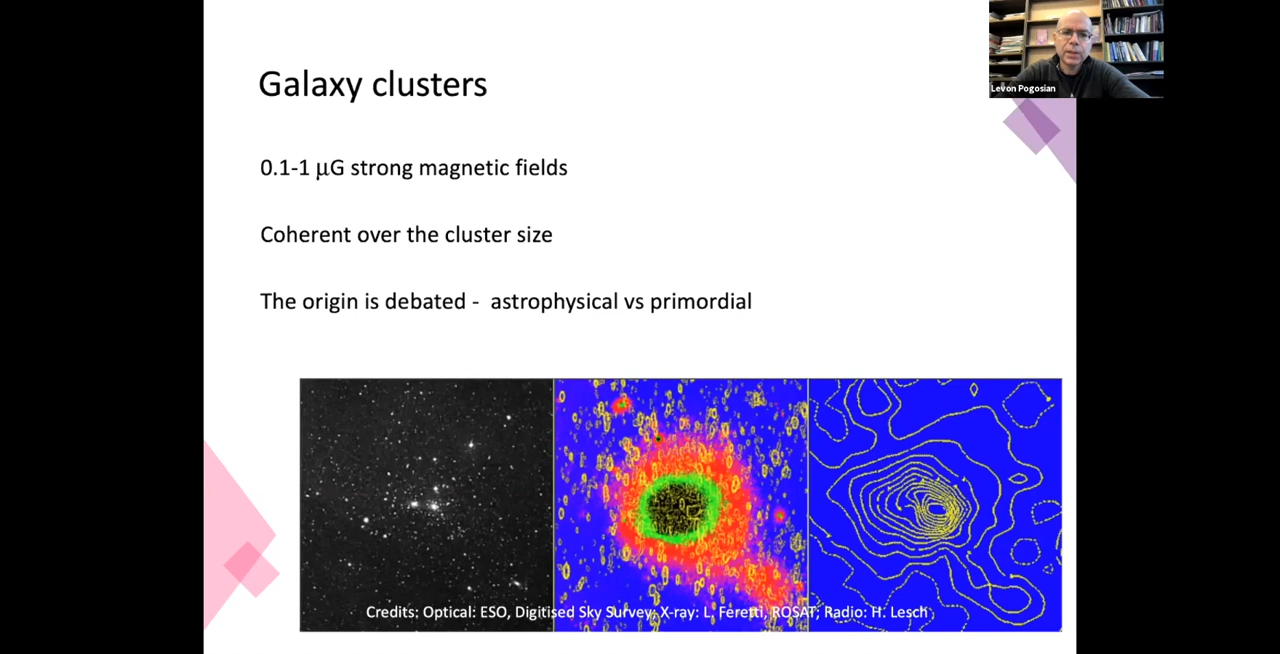 Galaxy clusters
Levon Pogosian
0.1-1 μG strong magnetic fields
Coherent over the cluster size
The origin is debated - astrophysical vs primordial
Credits: Optical: ESO, Digitised Sky Survey; X-ray: L. Feretti, ROSAT; Radio: H. Lesch